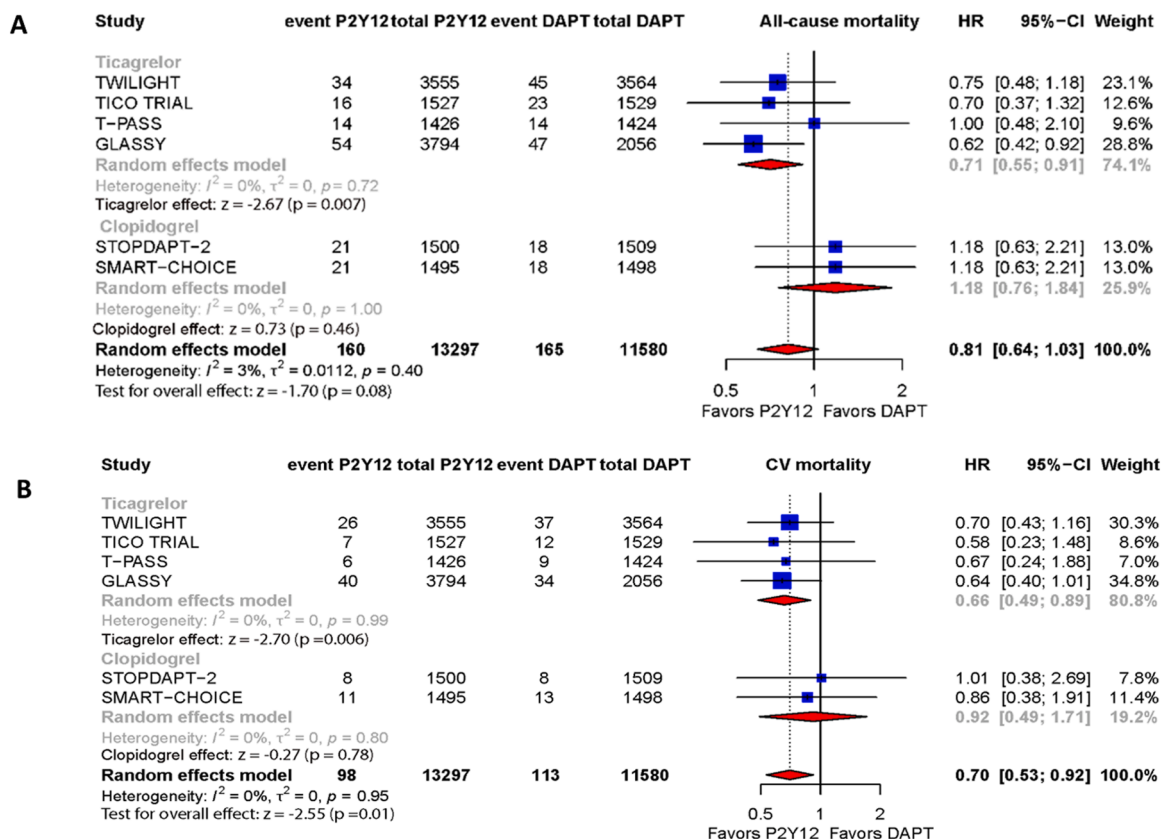 A
Study event P2Y12 total P2Y12 event DAPT total DAPT All-cause mortality HR 95%-CI Weight
Ticagrelor
TWILIGHT 34 3555 45 3564 0.75 [0.48; 1.18] 23.1%
TICO TRIAL 16 1527 23 1529 0.70 [0.37; 1.32] 12.6%
T-PASS 14 1426 14 1424 1.00 [0.48; 2.10] 9.6%
GLASSY 54 3794 47 2056 0.62 [0.42; 0.92] 28.8%
Random effects model 0.71 [0.55; 0.91] 74.1%
Heterogeneity: I² = 0%, τ² = 0, p = 0.72
Ticagrelor effect: z = -2.67 (p = 0.007)
Clopidogrel
STOPDAPT-2 21 1500 18 1509 1.18 [0.63; 2.21] 13.0%
SMART-CHOICE 21 1495 18 1498 1.18 [0.63; 2.21] 13.0%
Random effects model 1.18 [0.76; 1.84] 25.9%
Heterogeneity: I² = 0%, τ² = 0, p = 1.00
Clopidogrel effect: z = 0.73 (p = 0.46)
Random effects model 160 13297 165 11580 0.81 [0.64; 1.03] 100.0%
Heterogeneity: I² = 3%, τ² = 0.0112, p = 0.40
Test for overall effect: z = -1.70 (p = 0.08)
0.5 1 2
Favors P2Y12 Favors DAPT
B
Study event P2Y12 total P2Y12 event DAPT total DAPT CV mortality HR 95%-CI Weight
Ticagrelor
TWILIGHT 26 3555 37 3564 0.70 [0.43; 1.16] 30.3%
TICO TRIAL 7 1527 12 1529 0.58 [0.23; 1.48] 8.6%
T-PASS 6 1426 9 1424 0.67 [0.24; 1.88] 7.0%
GLASSY 40 3794 34 2056 0.64 [0.40; 1.01] 34.8%
Random effects model 0.66 [0.49; 0.89] 80.8%
Heterogeneity: I² = 0%, τ² = 0, p = 0.99
Ticagrelor effect: z = -2.70 (p =0.006)
Clopidogrel
STOPDAPT-2 8 1500 8 1509 1.01 [0.38; 2.69] 7.8%
SMART-CHOICE 11 1495 13 1498 0.86 [0.38; 1.91] 11.4%
Random effects model 0.92 [0.49; 1.71] 19.2%
Heterogeneity: I² = 0%, τ² = 0, p = 0.80
Clopidogrel effect: z = -0.27 (p = 0.78)
Random effects model 98 13297 113 11580 0.70 [0.53; 0.92] 100.0%
Heterogeneity: I² = 0%, τ² = 0, p = 0.95
Test for overall effect: z = -2.55 (p =0.01)
0.5 1 2
Favors P2Y12 Favors DAPT